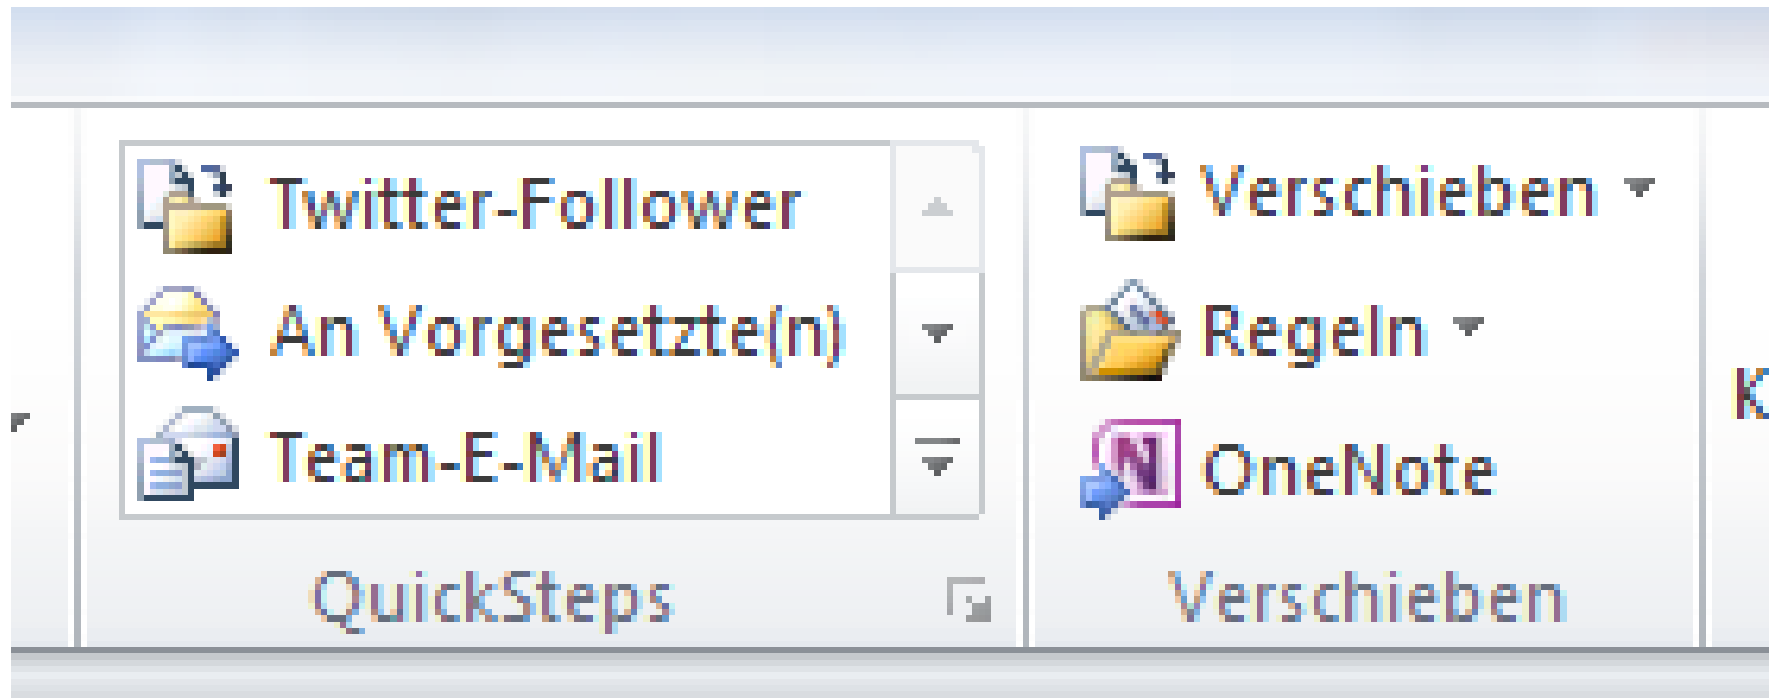 Twitter-Follower
An Vorgesetzte(n)
Team-E-Mail
QuickSteps
Verschieben
Regeln
OneNote
Verschieben
K